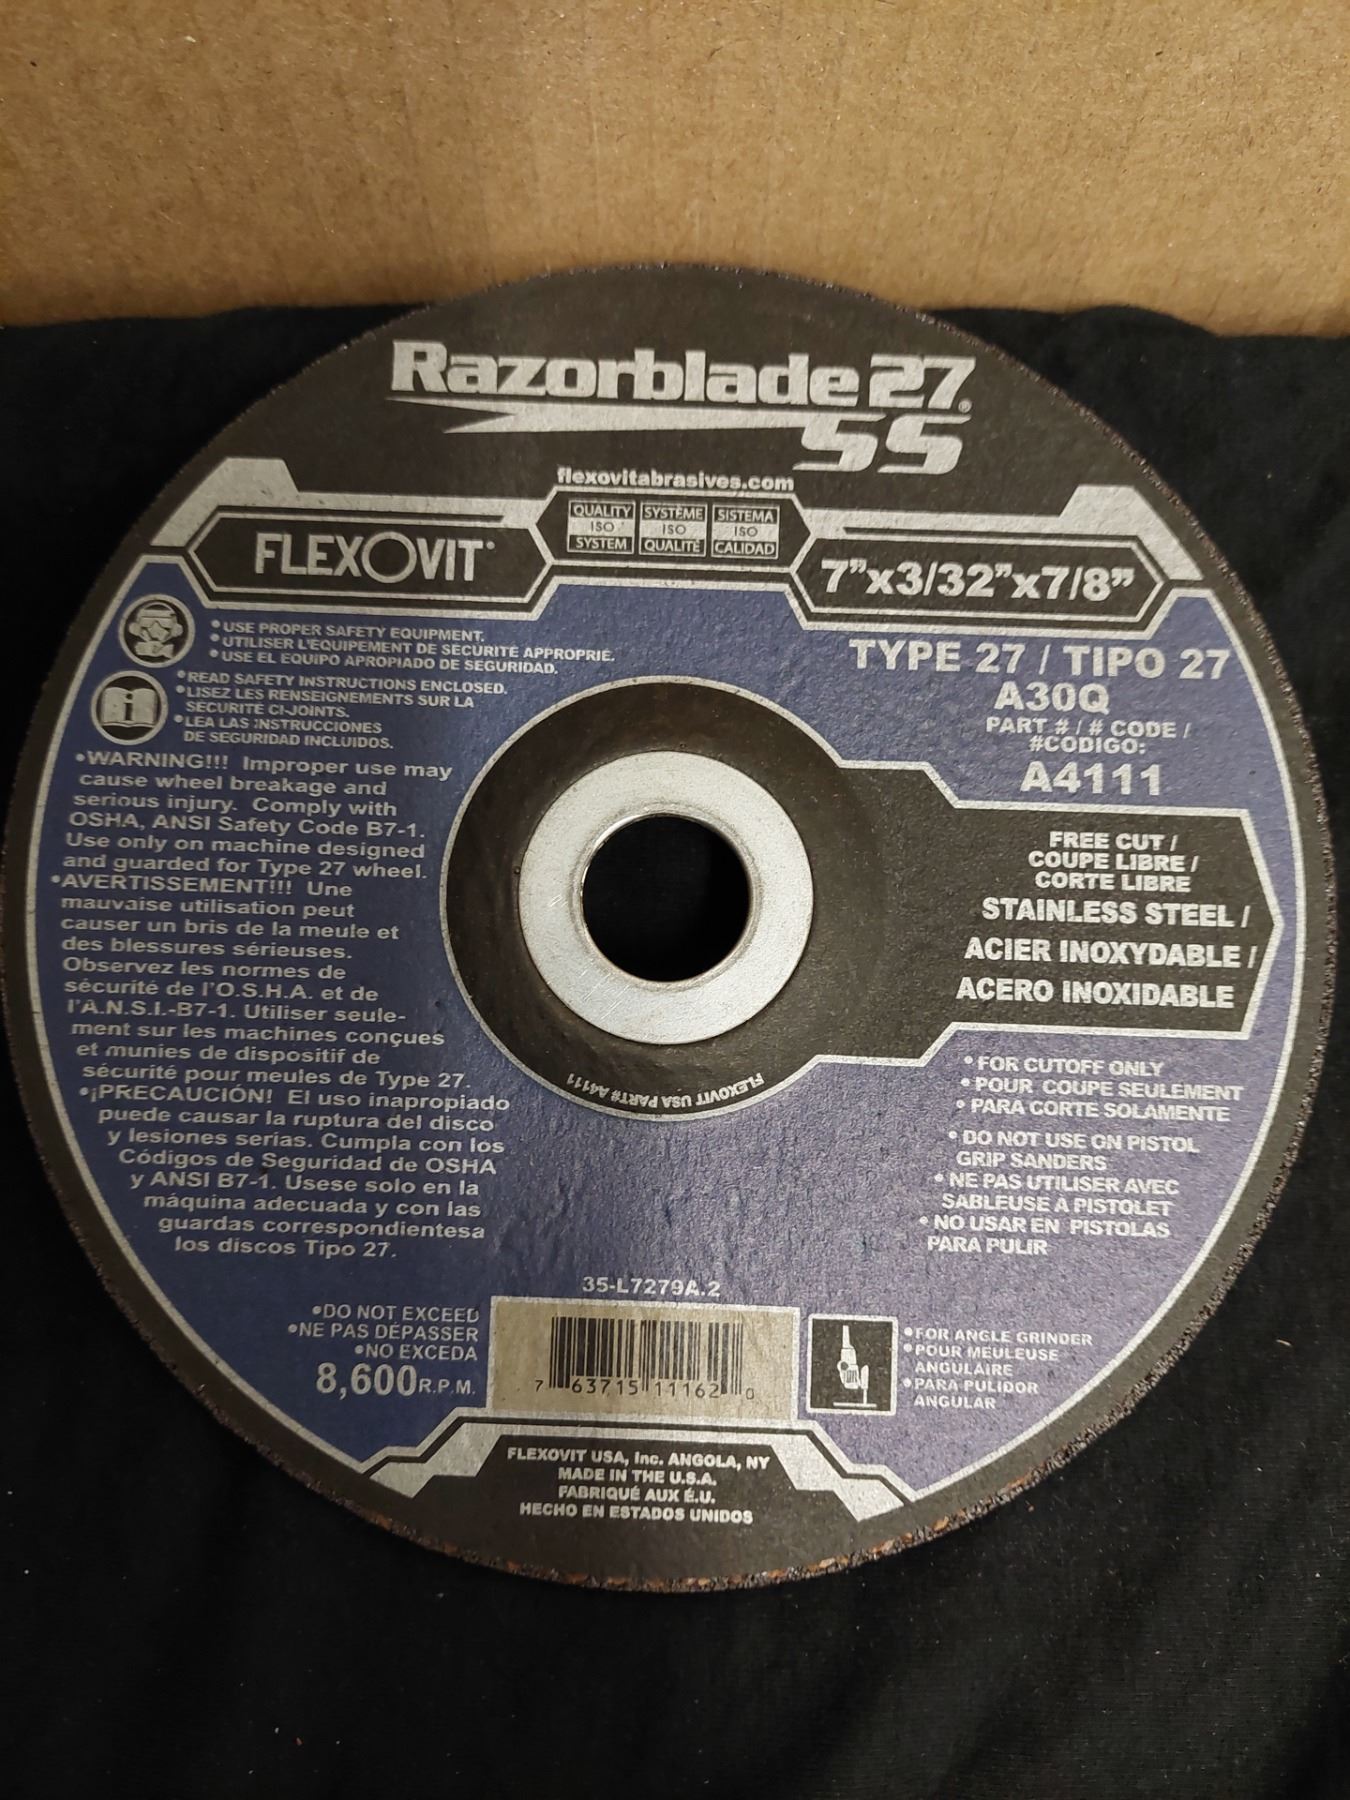 Razorblade 27®
SS
flexovitabrasives.com
FLEXOVIT®
QUALITY
ISO
SYSTEM
SYSTÈME
ISO
QUALITÉ
SISTEMA
ISO
CALIDAD
7”x3/32”x7/8”
TYPE 27 / TIPO 27
A30Q
PART # / # CODE /
#CODIGO:
A4111
•USE PROPER SAFETY EQUIPMENT.
•UTILISER L'EQUIPEMENT DE SECURITE APPROPRIÉ.
•USE EL EQUIPO APROPIADO DE SEGURIDAD.
•READ SAFETY INSTRUCTIONS ENCLOSED.
•LISEZ LES RENSEIGNEMENTS SUR LA
SÉCURITÉ CI-JOINTS.
•LEA LAS INSTRUCCIONES
DE SEGURIDAD INCLUIDOS.
•WARNING!!! Improper use may
cause wheel breakage and
serious injury. Comply with
OSHA, ANSI Safety Code B7-1.
Use only on machine designed
and guarded for Type 27 wheel.
•AVERTISSEMENT!!! Une
mauvaise utilisation peut
causer un bris de la meule et
des blessures sérieuses.
Observez les normes de
sécurité de l'O.S.H.A. et de
l'A.N.S.I.-B7-1. Utiliser seule-
ment sur les machines conçues
et munies de dispositif de
sécurité pour meules de Type 27.
•¡PRECAUCIÓN! El uso inapropiado
puede causar la ruptura del disco
y lesiones serias. Cumpla con los
Códigos de Seguridad de OSHA
y ANSI B7-1. Usese solo en la
máquina adecuada y con las
guardas correspondientesa
los discos Tipo 27.
FREE CUT /
COUPE LIBRE /
CORTE LIBRE
STAINLESS STEEL /
ACIER INOXYDABLE /
ACERO INOXIDABLE
FLEXOVIT USA PART# A4111
•FOR CUTOFF ONLY
•POUR COUPE SEULEMENT
•PARA CORTE SOLAMENTE
•DO NOT USE ON PISTOL
GRIP SANDERS
•NE PAS UTILISER AVEC
SABLEUSE À PISTOLET
•NO USAR EN PISTOLAS
PARA PULIR
35-L7279A.2
•DO NOT EXCEED
•NE PAS DÉPASSER
•NO EXCEDA
8,600 R.P.M.
7 63715 11162 0
•FOR ANGLE GRINDER
•POUR MEULEUSE
ANGULAIRE
•PARA PULIDOR
ANGULAR
FLEXOVIT USA, Inc. ANGOLA, NY
MADE IN THE U.S.A.
FABRIQUÉ AUX É.U.
HECHO EN ESTADOS UNIDOS